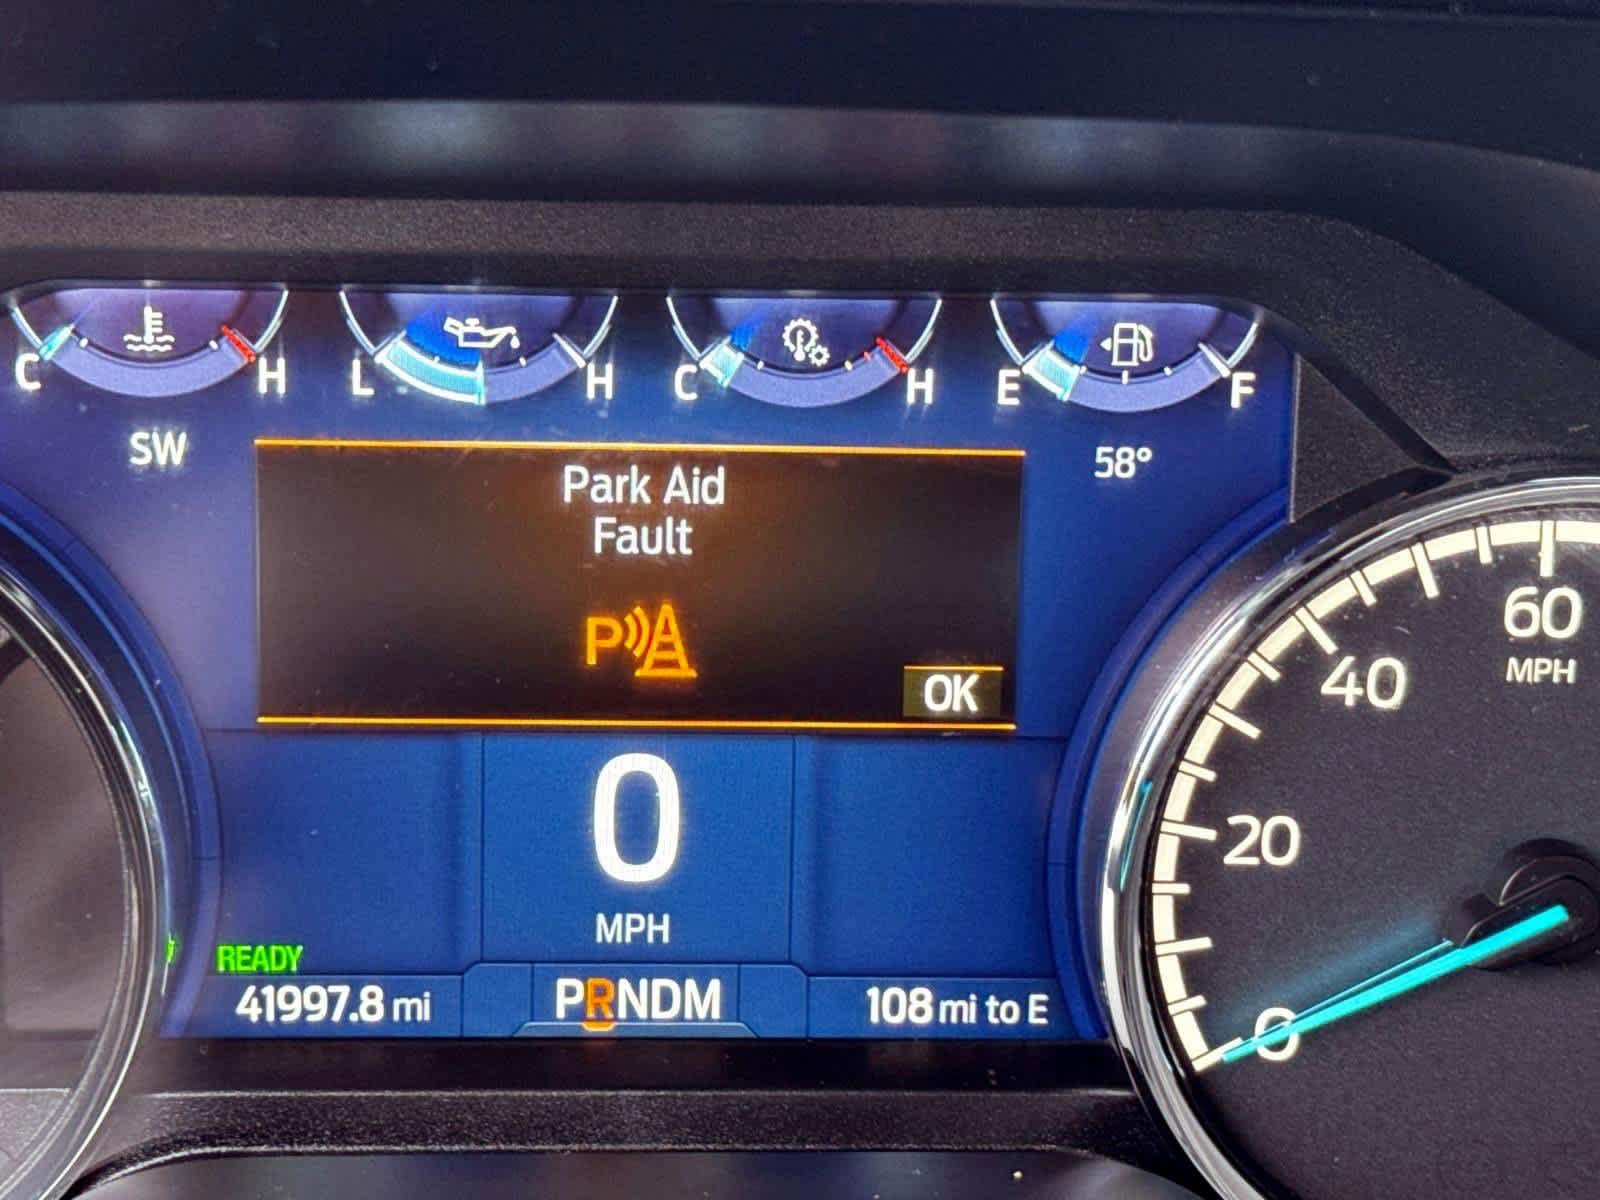 C H L H C H E F
SW
58°
Park Aid
Fault
P
OK
60
MPH
40
20
0
0
MPH
READY
41997.8 mi
PRNDM
108 mi to E